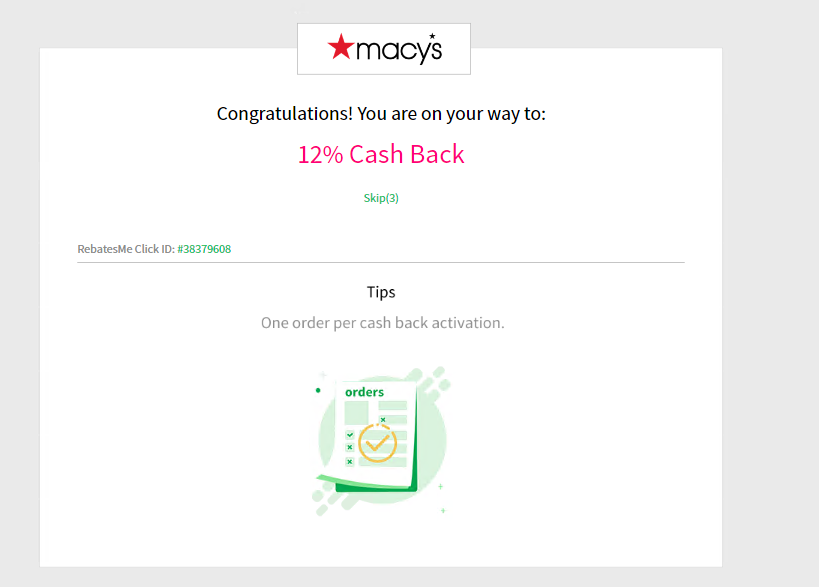 macy's
Congratulations! You are on your way to:
12% Cash Back
Skip(3)
RebatesMe Click ID: #38379608
Tips
One order per cash back activation.
orders